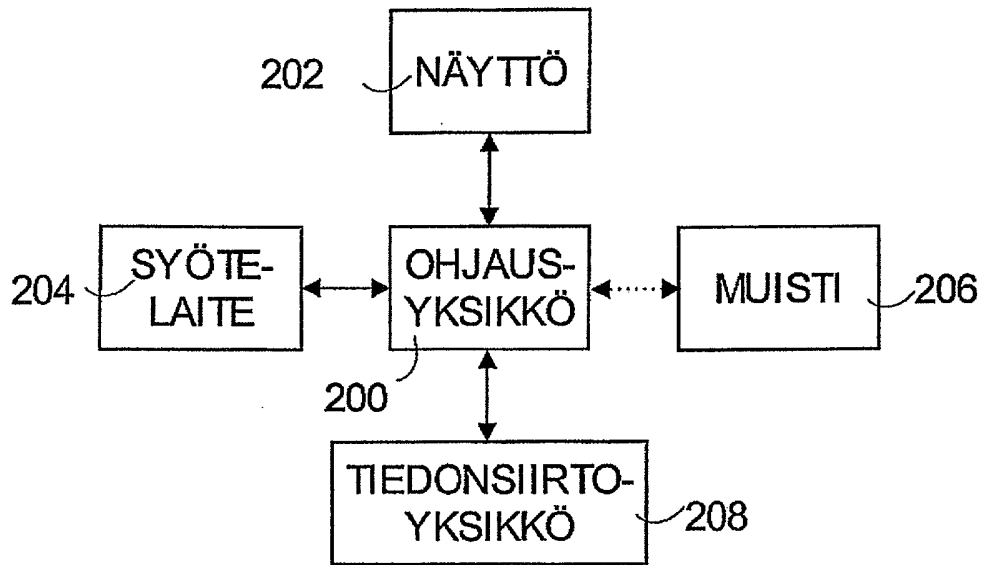 202
NÄYTTÖ
204
SYÖTE-
LAITE
OHJAUS-
YKSIKKÖ
200
MUISTI
206
TIEDONSIIRTO-
YKSIKKÖ
208